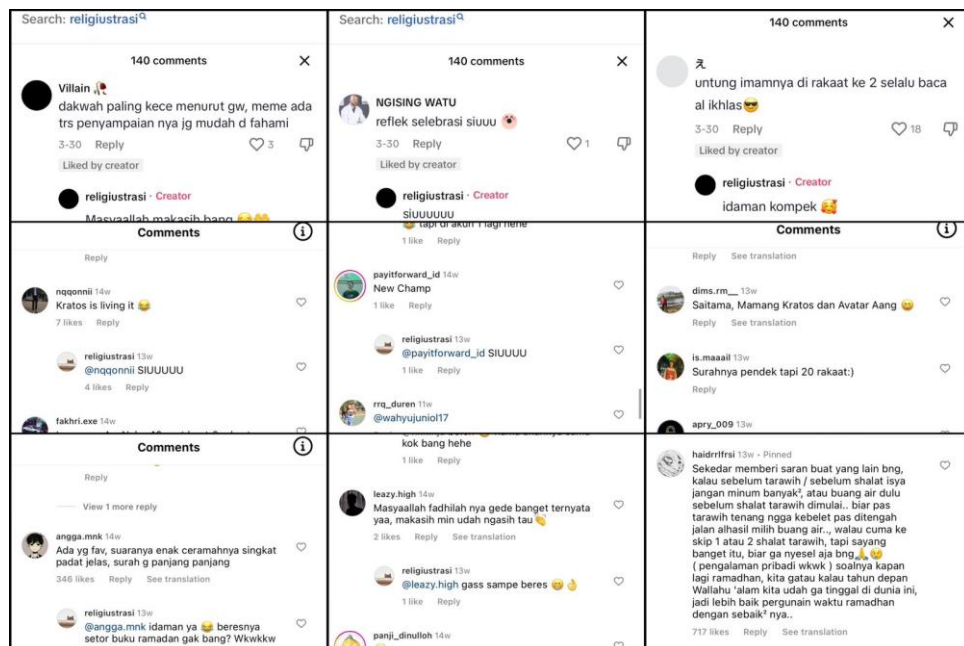 Search: religiustrasi
140 comments
Villain
dakwah paling kece menurut gw, meme ada
trs penyampaian nya jg mudah d fahami
3-30 Reply 3
Liked by creator
religiustrasi · Creator
Masyaallah makasih bang
Search: religiustrasi
140 comments
NGISING WATU
reflek selebrasi siuuu
3-30 Reply 1
Liked by creator
religiustrasi · Creator
siuuuuuu
140 comments
え
untung imamnya di rakaat ke 2 selalu baca
al ikhlas
3-30 Reply 18
Liked by creator
religiustrasi · Creator
idaman kompek
Comments
Reply
nqqonnii 14w
Kratos is living it
7 likes Reply
religiustrasi 13w
@nqqonnii SIUUUUU
4 likes Reply
fakhri.exe 14w
tapi di akun 1 lagi hehe
1 like Reply
payitforward_id 14w
New Champ
1 like Reply
religiustrasi 13w
@payitforward_id SIUUUU
1 like Reply
rrq_duren 11w
@wahyujuniol17
Comments
Reply See translation
dims.rm__ 13w
Saitama, Mamang Kratos dan Avatar Aang
Reply See translation
is.maaail 13w
Surahnya pendek tapi 20 rakaat:)
Reply
apry_009 13w
Comments
Reply
View 1 more reply
angga.mnk 14w
Ada yg fav, suaranya enak ceramahnya singkat
padat jelas, surah g panjang panjang
346 likes Reply See translation
religiustrasi 13w
@angga.mnk idaman ya beresnya
setor buku ramadan gak bang? Wkwkkw
kok bang hehe
1 like Reply See translation
leazy.high 14w
Masyaallah fadhilah nya gede banget ternyata
yaa, makasih min udah ngasih tau
2 likes Reply See translation
religiustrasi 13w
@leazy.high gass sampe beres
1 like Reply
panji_dinulloh 14w
haidrrlfrsi 13w • Pinned
Sekedar memberi saran buat yang lain bng,
kalau sebelum tarawih / sebelum shalat isya
jangan minum banyak², atau buang air dulu
sebelum shalat tarawih dimulai.. biar pas
tarawih tenang ngga kebelet pas ditengah
jalan alhasil milih buang air.., walau cuma ke
skip 1 atau 2 shalat tarawih, tapi sayang
banget itu, biar ga nyesel aja bng
( pengalaman pribadi wkwk ) soalnya kapan
lagi ramadhan, kita gatau kalau tahun depan
Wallahu 'alam kita udah ga tinggal di dunia ini,
jadi lebih baik pergunain waktu ramadhan
dengan sebaik² nya..
717 likes Reply See translation